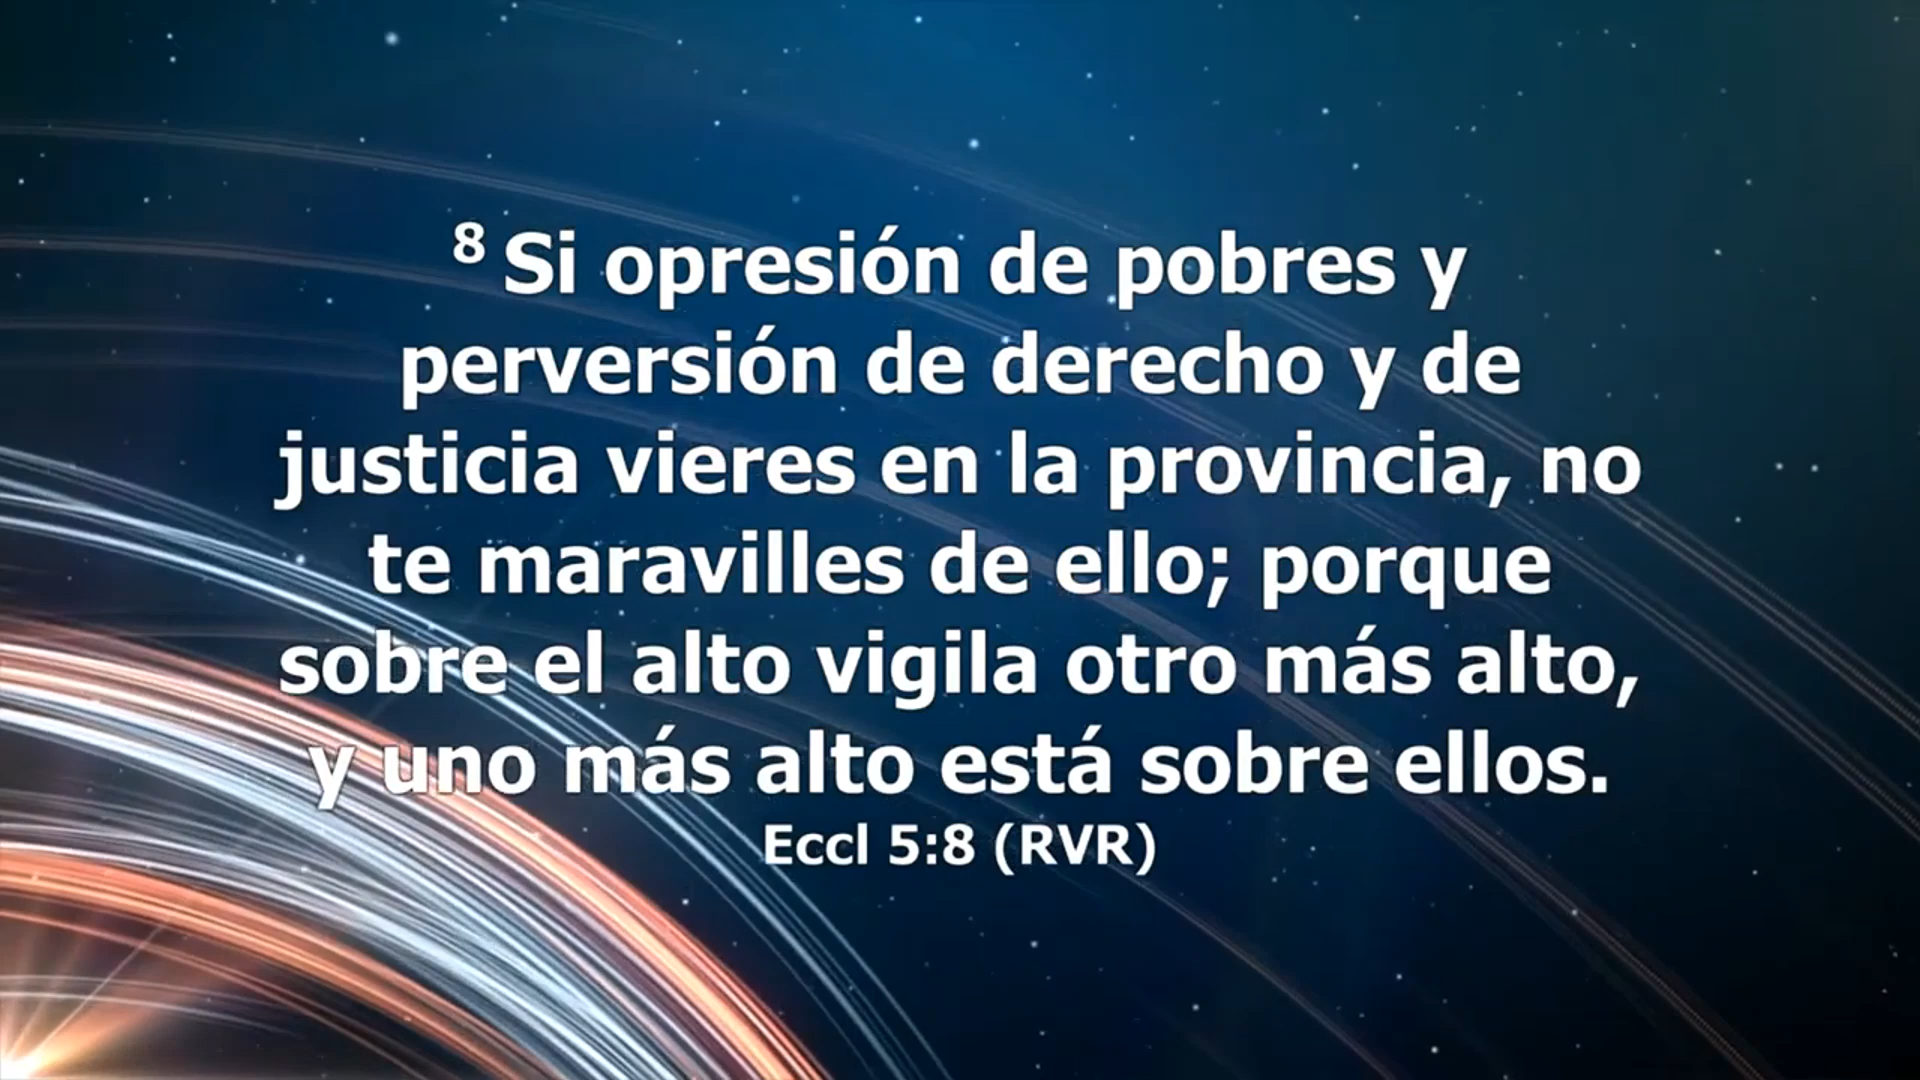 8 Si opresión de pobres y
perversión de derecho y de
justicia vieres en la provincia, no
te maravilles de ello; porque
sobre el alto vigila otro más alto,
y uno más alto está sobre ellos.
Eccl 5:8 (RVR)